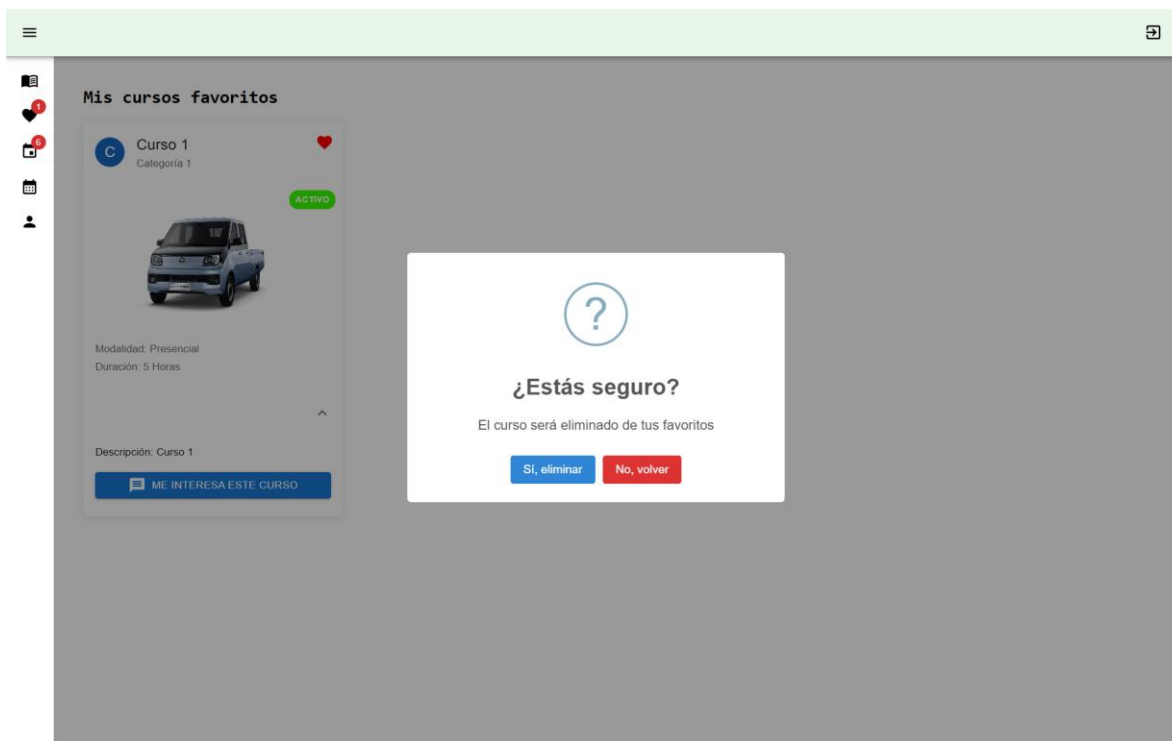 1
6
Mis cursos favoritos
C
Curso 1
Categoría 1
ACTIVO
Modalidad: Presencial
Duración: 5 Horas
Descripción: Curso 1
ME INTERESA ESTE CURSO
?
¿Estás seguro?
El curso será eliminado de tus favoritos
Sí, eliminar
No, volver